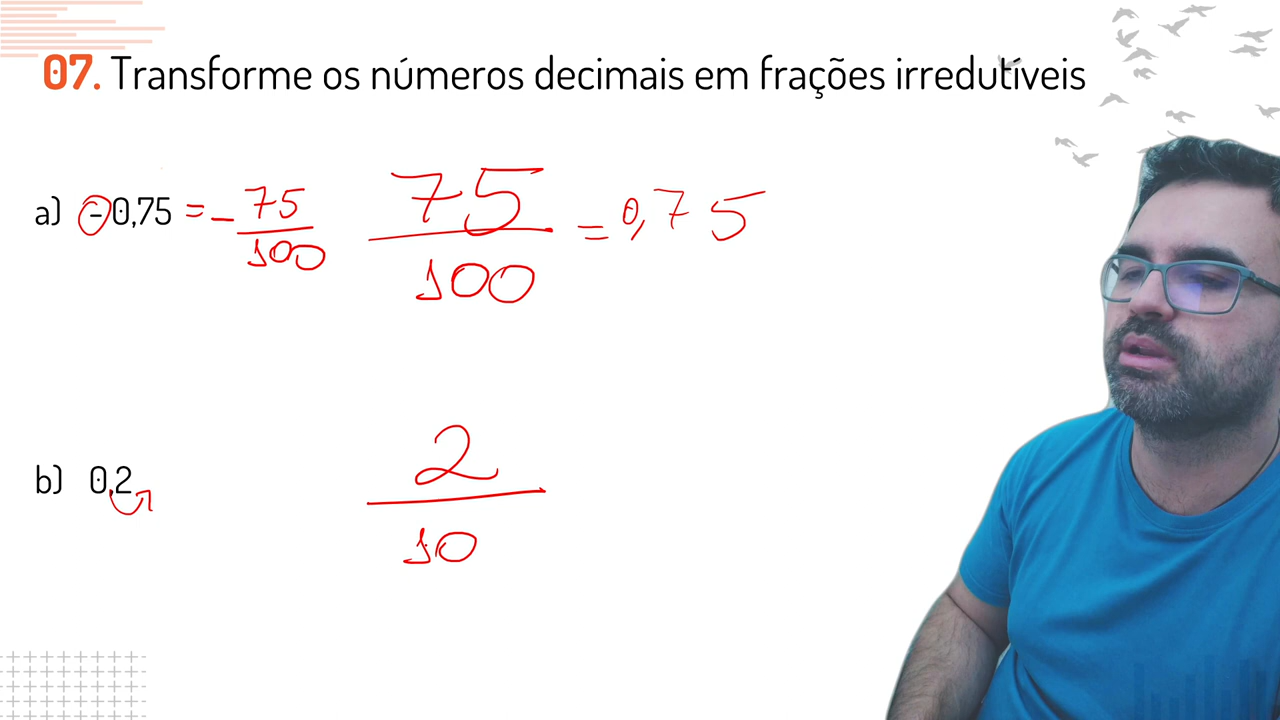 07. Transforme os números decimais em frações irredutíveis
a) -0,75 = - 75/100 75/100 = 0,75
b) 0,2 2/10